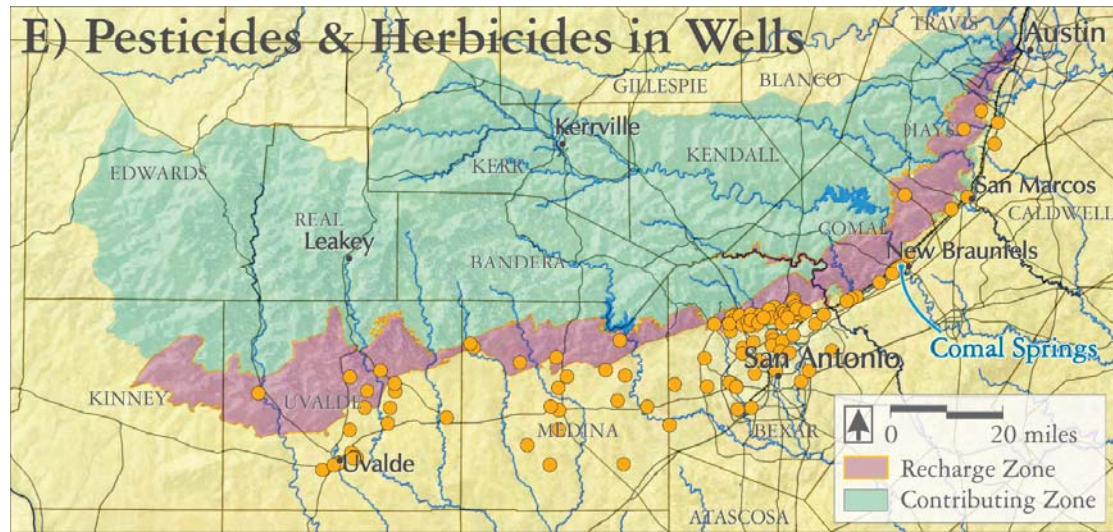 E) Pesticides & Herbicides in Wells
TRAVIS
Austin
BLANCO
GILLESPIE
HAYS
Kerrville
KERR
KENDALL
EDWARDS
San Marcos
CALDWELL
REAL
Leakey
COMAL
BANDERA
New Braunfels
Comal Springs
San Antonio
KINNEY
UVALDE
MEDINA
BEXAR
Uvalde
ATASCOSA
0 20 miles
Recharge Zone
Contributing Zone